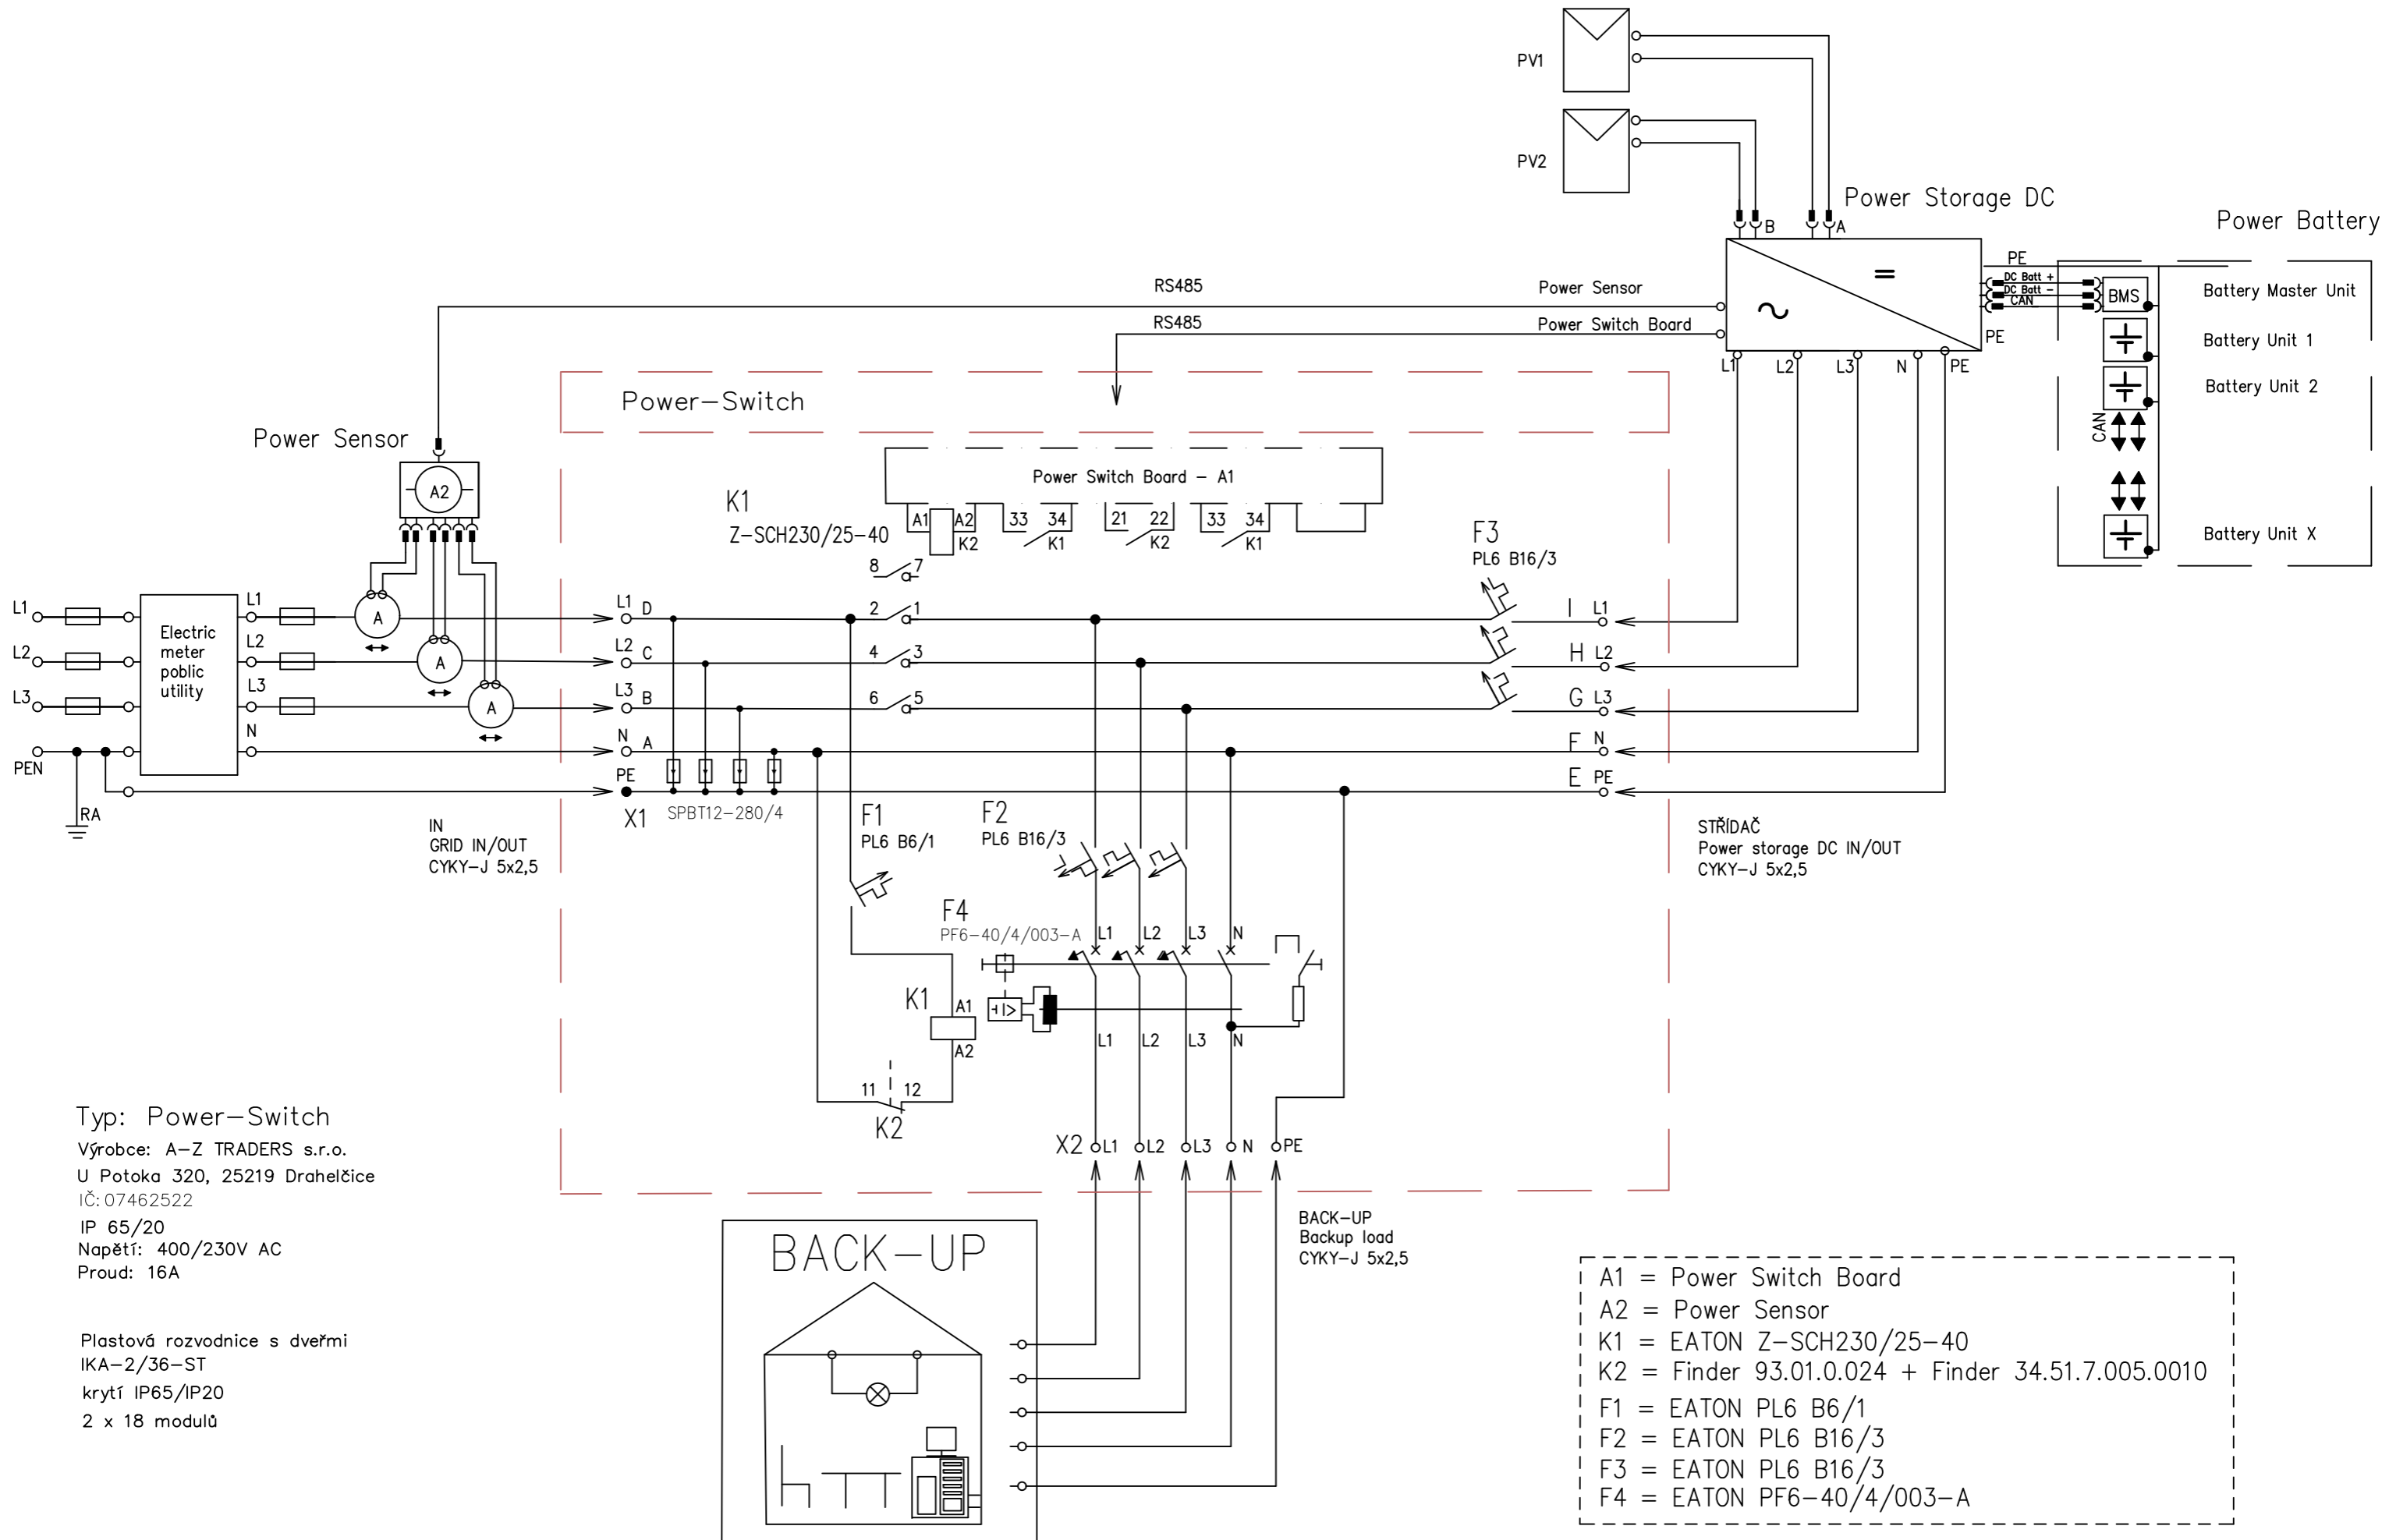 PV1
PV2
Power Storage DC
B
A
Power Battery
PE
DC Batt +
DC Batt -
CAN
BMS
Battery Master Unit
RS485
Power Sensor
RS485
Power Switch Board
PE
Battery Unit 1
L1
L2
L3
N
PE
Battery Unit 2
CAN
Battery Unit X
Power-Switch
Power Sensor
A2
Power Switch Board - A1
K1
Z-SCH230/25-40
A1
A2
K2
33
34
K1
21
22
K2
33
34
K1
F3
PL6 B16/3
8
7
L1
L2
L3
PEN
RA
Electric
meter
poblic
utility
L1
L2
L3
N
A
A
A
L1 D
L2 C
L3 B
N A
PE
X1
SPBT12-280/4
2
1
4
3
6
5
I L1
H L2
G L3
F N
E PE
IN
GRID IN/OUT
CYKY-J 5x2,5
F1
PL6 B6/1
F2
PL6 B16/3
STŘÍDAČ
Power storage DC IN/OUT
CYKY-J 5x2,5
F4
PF6-40/4/003-A
L1
L2
L3
N
K1
A1
A2
I>
L1
L2
L3
N
11
12
K2
X2
L1
L2
L3
N
PE
Typ: Power-Switch
Výrobce: A-Z TRADERS s.r.o.
U Potoka 320, 25219 Drahelčice
IČ: 07462522
IP 65/20
Napětí: 400/230V AC
Proud: 16A
Plastová rozvodnice s dveřmi
IKA-2/36-ST
krytí IP65/IP20
2 x 18 modulů
BACK-UP
BACK-UP
Backup load
CYKY-J 5x2,5
A1 = Power Switch Board
A2 = Power Sensor
K1 = EATON Z-SCH230/25-40
K2 = Finder 93.01.0.024 + Finder 34.51.7.005.0010
F1 = EATON PL6 B6/1
F2 = EATON PL6 B16/3
F3 = EATON PL6 B16/3
F4 = EATON PF6-40/4/003-A